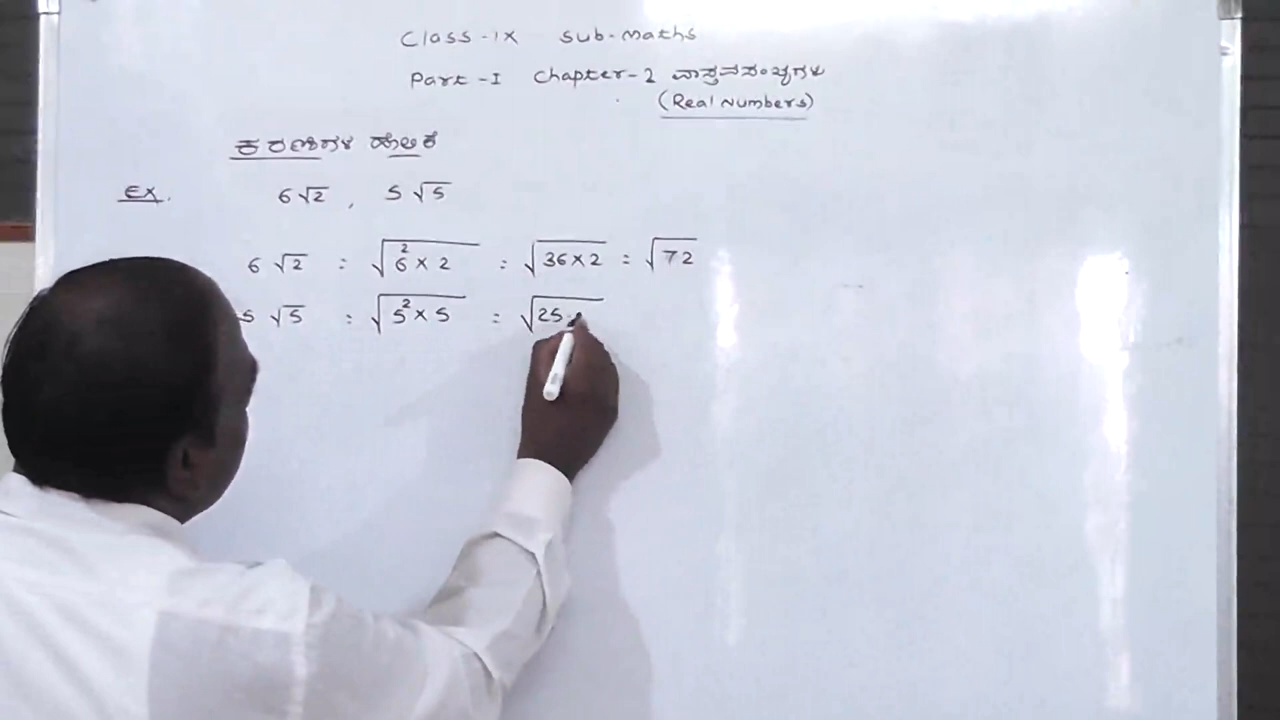 Class-IX Sub-Maths
Part-I Chapter-2 ವಾಸ್ತವಸಂಖ್ಯೆಗಳು
(Real Numbers)
ಕರಣಿಗಳ ಹೋಲಿಕೆ
Ex. 6√2 , 5√5
6√2 = √(6² × 2) = √(36×2) = √72
5√5 = √(5² × 5) = √25